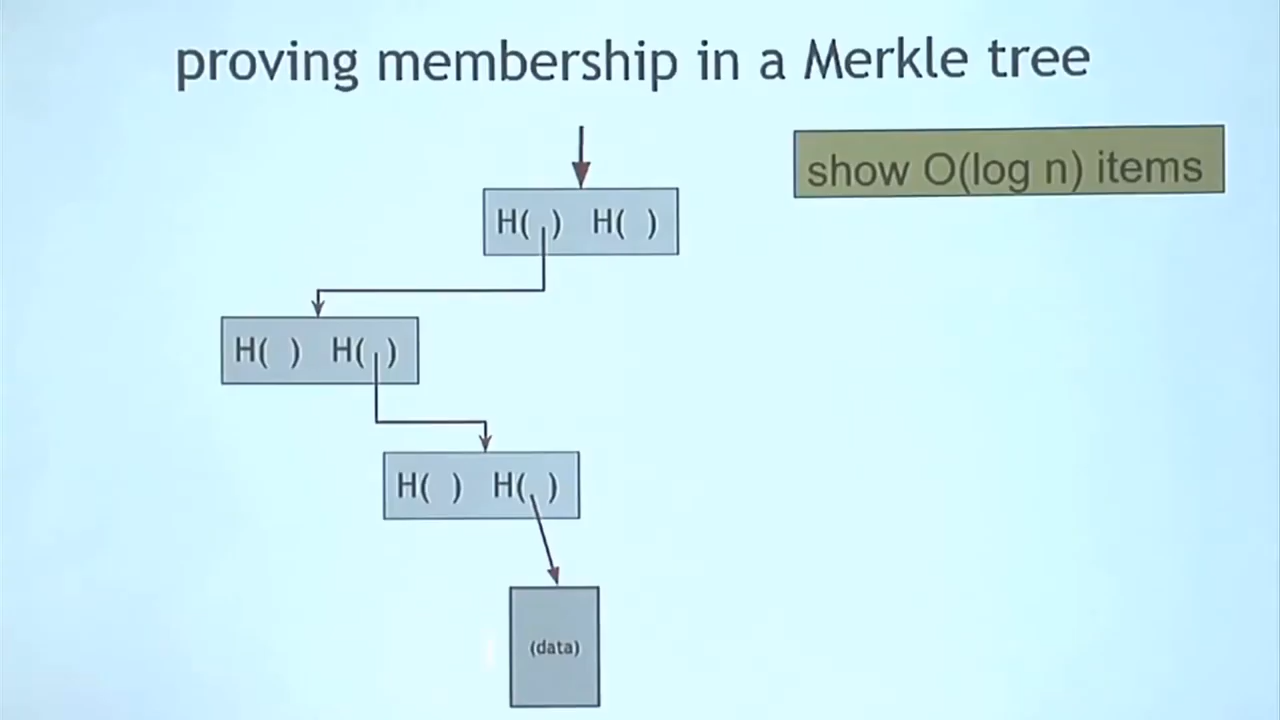 proving membership in a Merkle tree
show O(log n) items
H( ) H( )
H( ) H( )
H( ) H( )
(data)